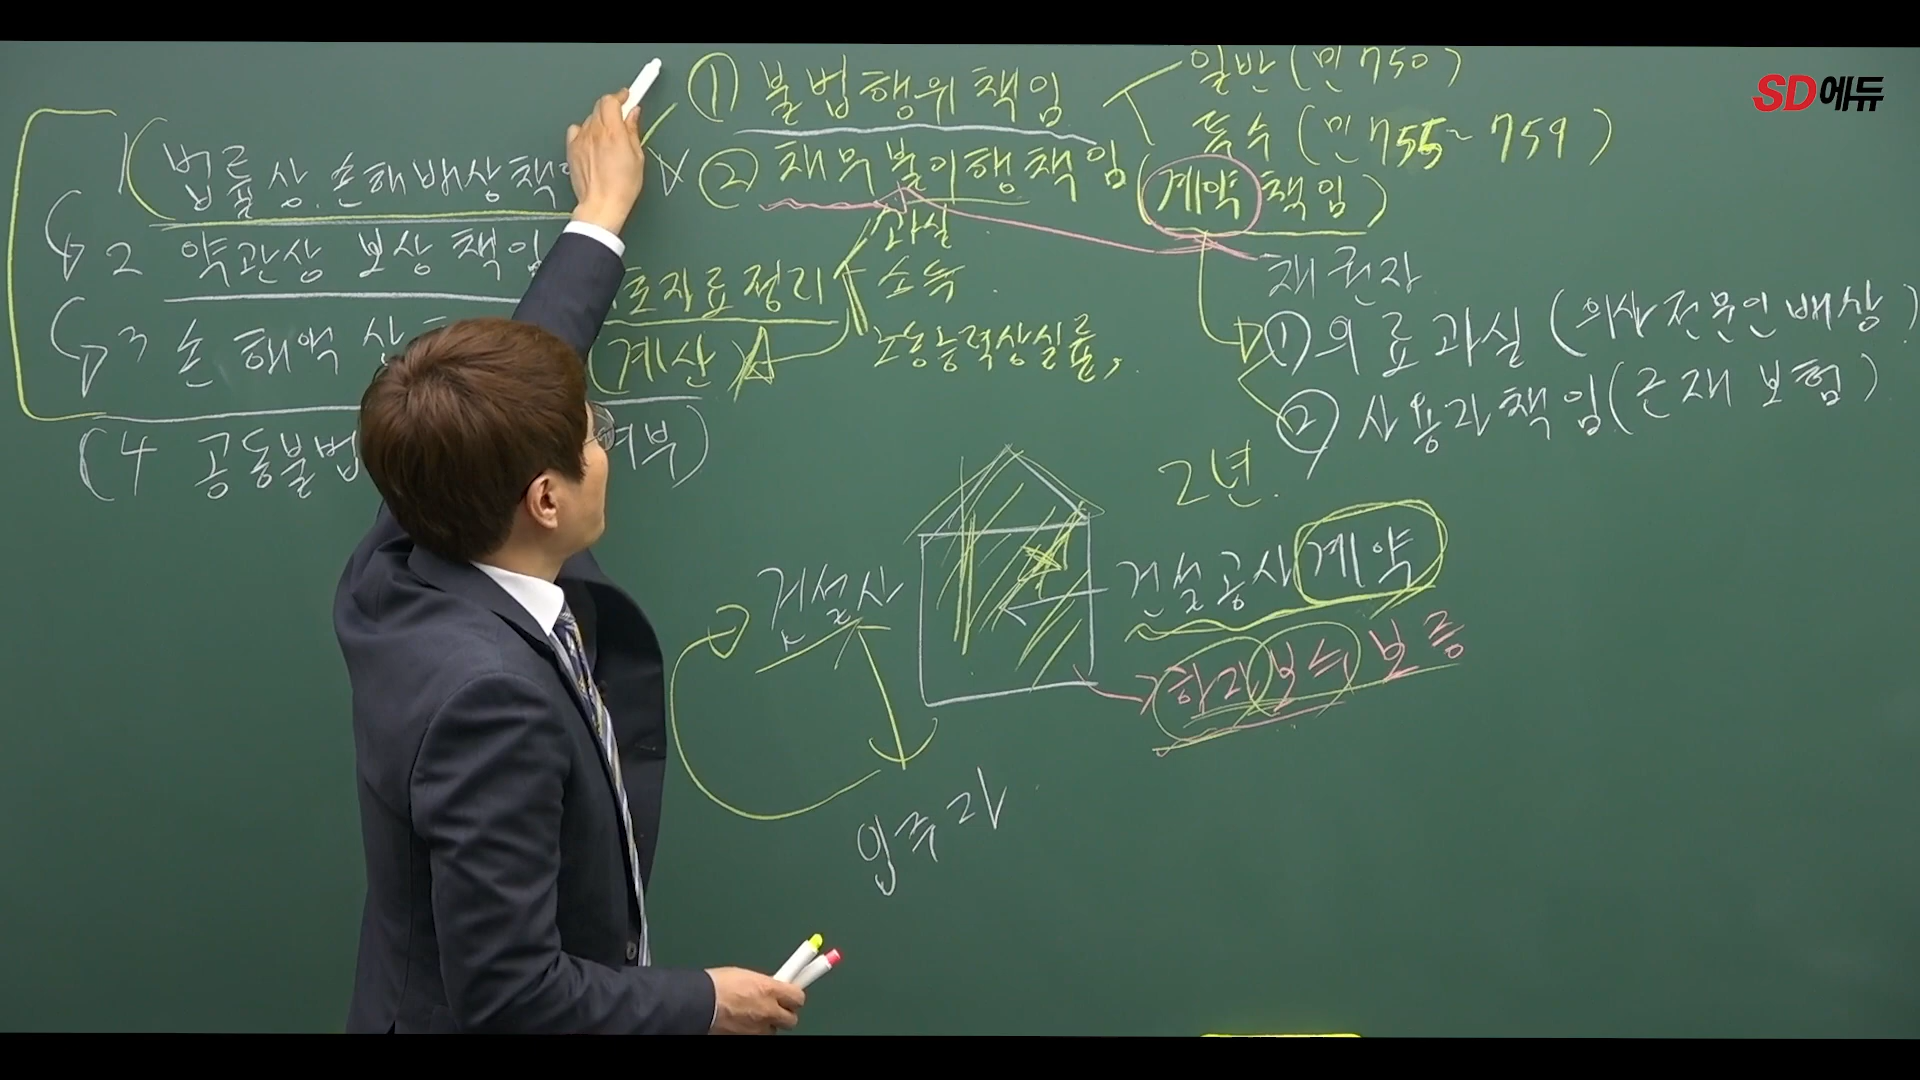 SD에듀
1 법률상 손해배상책
2 약관상 보상책임
3 손해액 상
(계산)
(4 공동불법 여부)
① 불법행위책임
일반(민 750)
특수(민 755~759)
② 채무불이행책임(계약책임)
과실
소득
노동능력상실률,
초자료정리
채권자
① 의료과실(의사전문인배상)
② 사용자책임(근재보험)
2년.
건설사
건설공사계약
하자보수보증
입주자